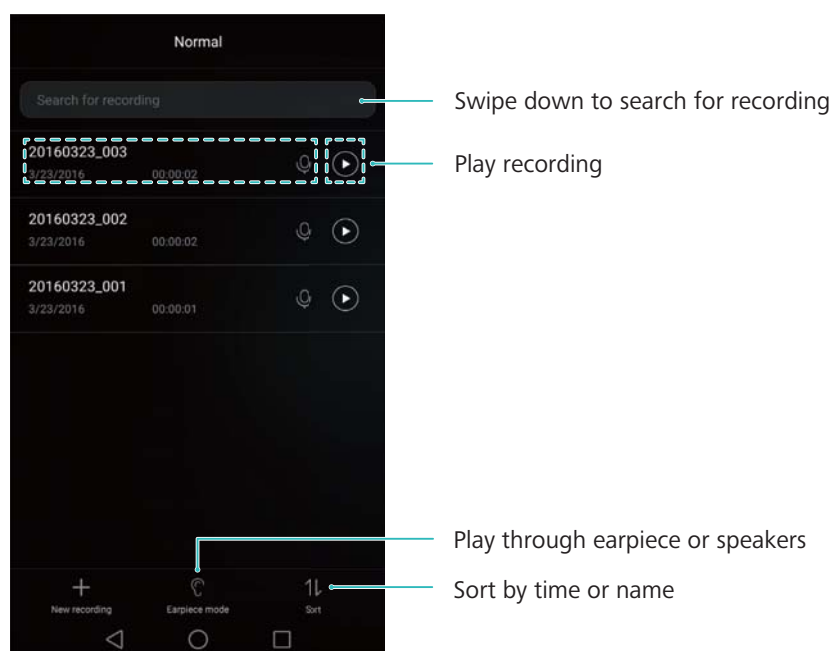 Normal
Search for recording
Swipe down to search for recording
20160323_003
3/23/2016 00:00:02
Play recording
20160323_002
3/23/2016 00:00:02
20160323_001
3/23/2016 00:00:01
Play through earpiece or speakers
Sort by time or name
New recording Earpiece mode Sort